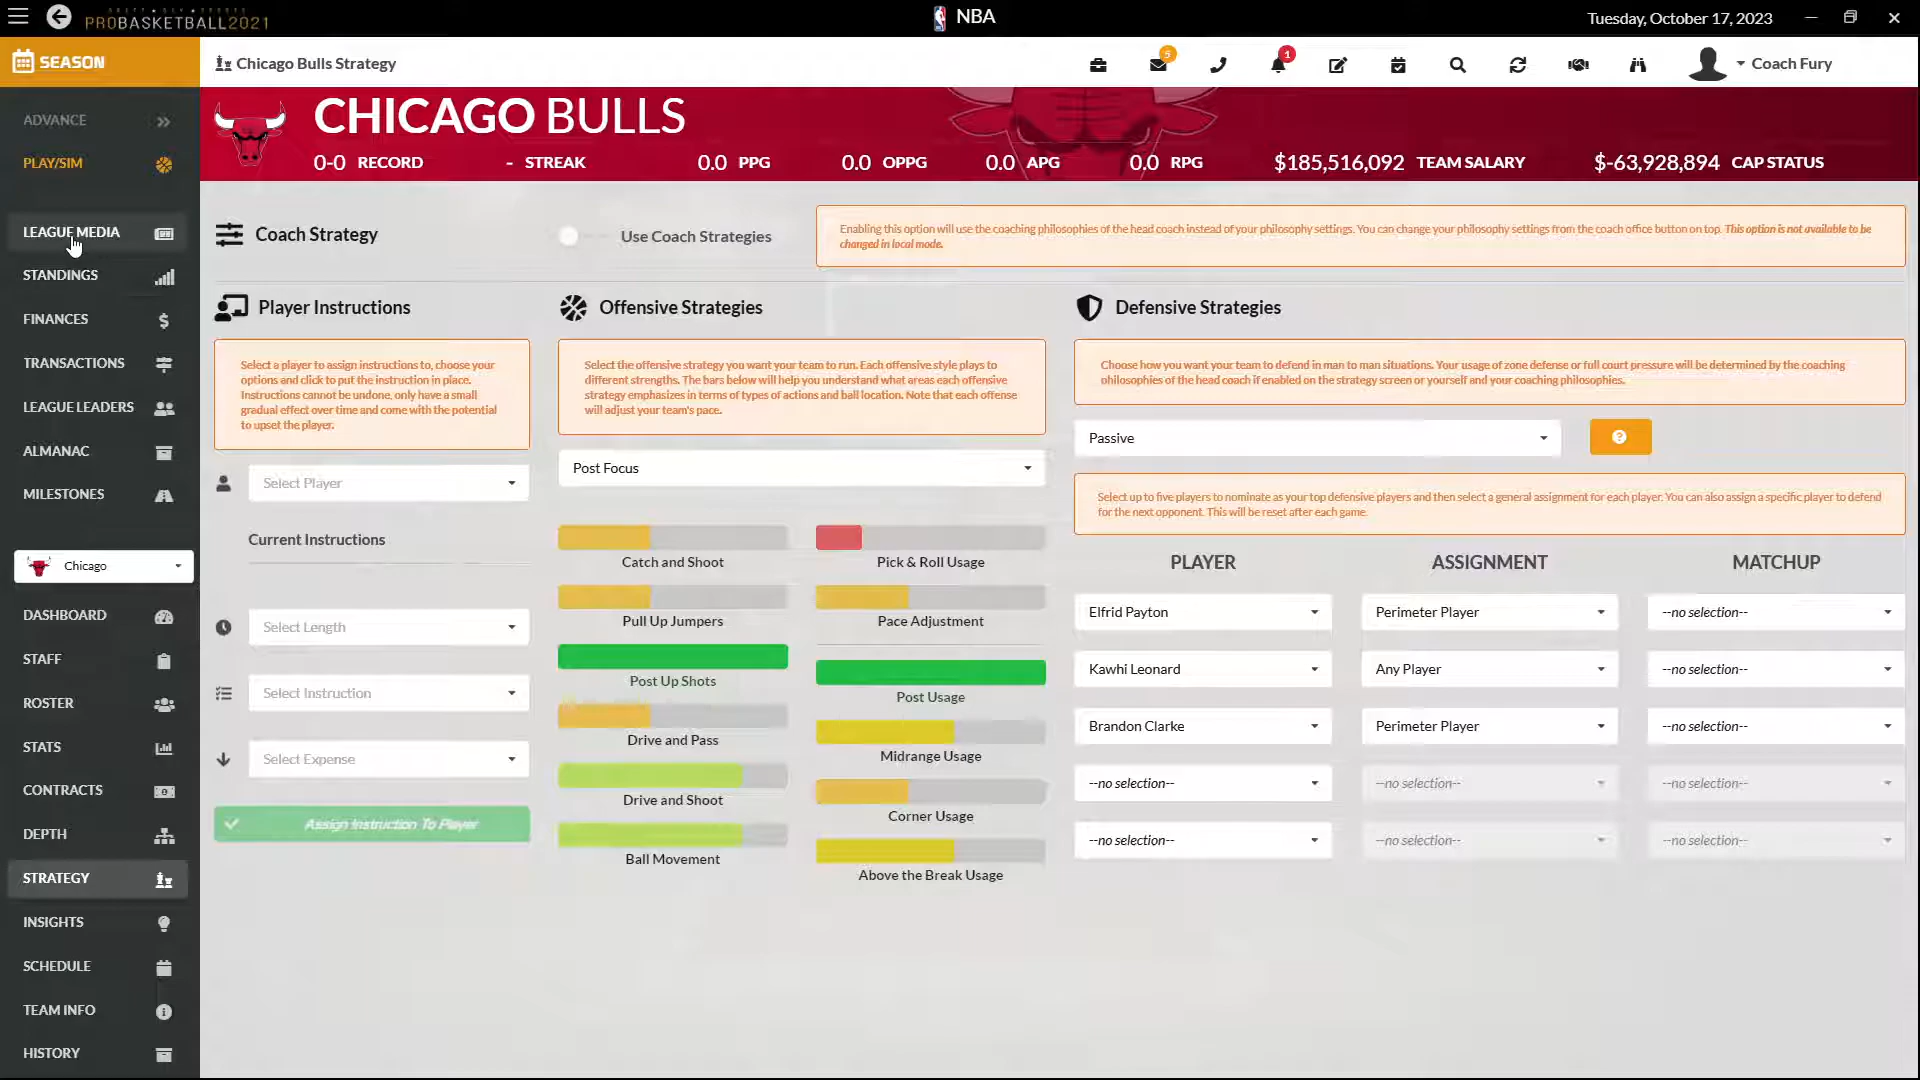 DRAFT DAY SPORTS
PROBASKETBALL2021
NBA
Tuesday, October 17, 2023
SEASON
Chicago Bulls Strategy
5
1
Coach Fury
ADVANCE
PLAY/SIM
LEAGUE MEDIA
STANDINGS
FINANCES
TRANSACTIONS
LEAGUE LEADERS
ALMANAC
MILESTONES
Chicago
DASHBOARD
STAFF
ROSTER
STATS
CONTRACTS
DEPTH
STRATEGY
INSIGHTS
SCHEDULE
TEAM INFO
HISTORY
CHICAGO BULLS
0-0 RECORD - STREAK 0.0 PPG 0.0 OPPG 0.0 APG 0.0 RPG $185,516,092 TEAM SALARY $-63,928,894 CAP STATUS
Coach Strategy
Use Coach Strategies
Enabling this option will use the coaching philosophies of the head coach instead of your philosophy settings. You can change your philosophy settings from the coach office button on top. This option is not available to be
changed in local mode.
Player Instructions
Select a player to assign instructions to, choose your
options and click to put the instruction in place.
Instructions cannot be undone, only have a small
gradual effect over time and come with the potential
to upset the player.
Select Player
Current Instructions
Select Length
Select Instruction
Select Expense
Assign Instruction To Player
Offensive Strategies
Select the offensive strategy you want your team to run. Each offensive style plays to
different strengths. The bars below will help you understand what areas each offensive
strategy emphasizes in terms of types of actions and ball location. Note that each offense
will adjust your team's pace.
Post Focus
Catch and Shoot
Pull Up Jumpers
Post Up Shots
Drive and Pass
Drive and Shoot
Ball Movement
Pick & Roll Usage
Pace Adjustment
Post Usage
Midrange Usage
Corner Usage
Above the Break Usage
Defensive Strategies
Choose how you want your team to defend in man to man situations. Your usage of zone defense or full court pressure will be determined by the coaching
philosophies of the head coach if enabled on the strategy screen or yourself and your coaching philosophies.
Passive
Select up to five players to nominate as your top defensive players and then select a general assignment for each player. You can also assign a specific player to defend
for the next opponent. This will be reset after each game.
PLAYER ASSIGNMENT MATCHUP
Elfrid Payton Perimeter Player --no selection--
Kawhi Leonard Any Player --no selection--
Brandon Clarke Perimeter Player --no selection--
--no selection-- --no selection-- --no selection--
--no selection-- --no selection-- --no selection--